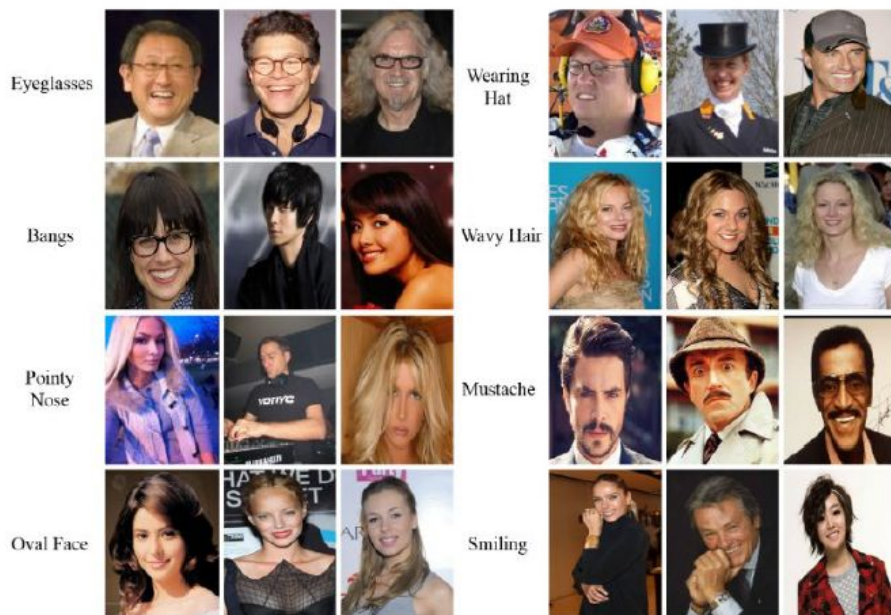 Eyeglasses
Wearing
Hat
Bangs
Wavy Hair
Pointy
Nose
Mustache
Oval Face
Smiling